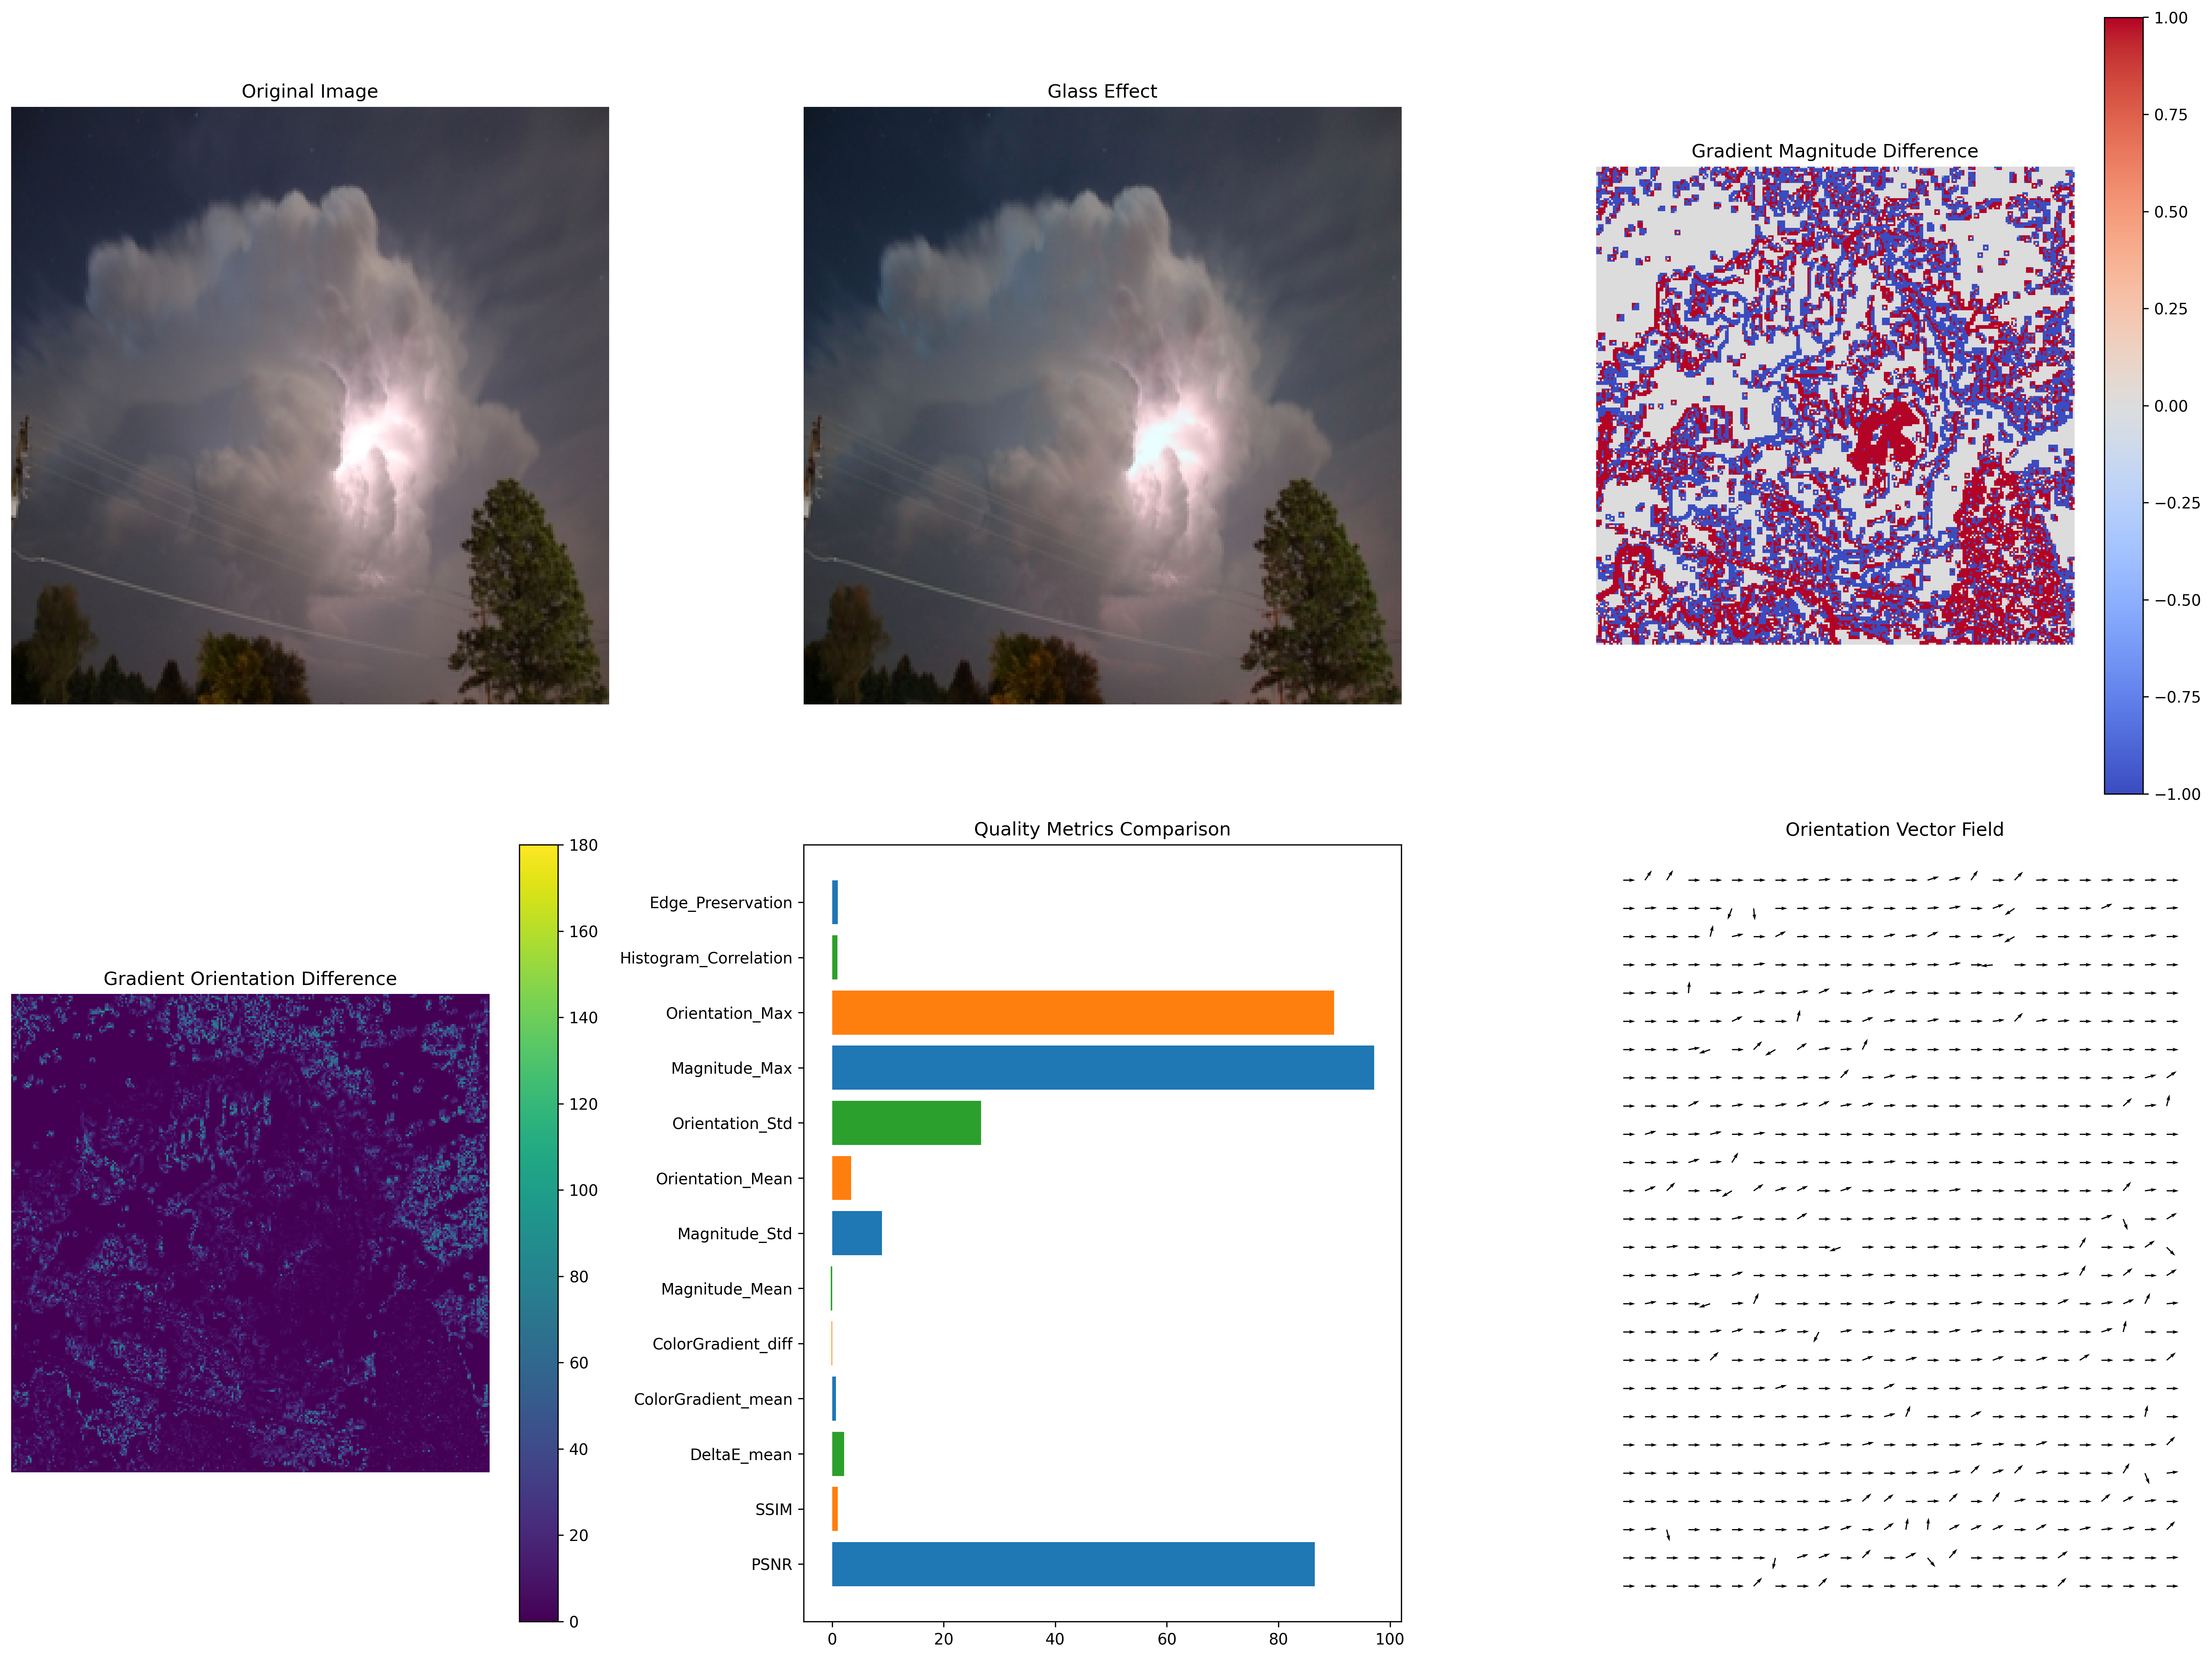 Original Image
Glass Effect
Gradient Magnitude Difference
1.00
0.75
0.50
0.25
0.00
−0.25
−0.50
−0.75
−1.00
Gradient Orientation Difference
180
160
140
120
100
80
60
40
20
0
Quality Metrics Comparison
Edge_Preservation
Histogram_Correlation
Orientation_Max
Magnitude_Max
Orientation_Std
Orientation_Mean
Magnitude_Std
Magnitude_Mean
ColorGradient_diff
ColorGradient_mean
DeltaE_mean
SSIM
PSNR
0 20 40 60 80 100
Orientation Vector Field